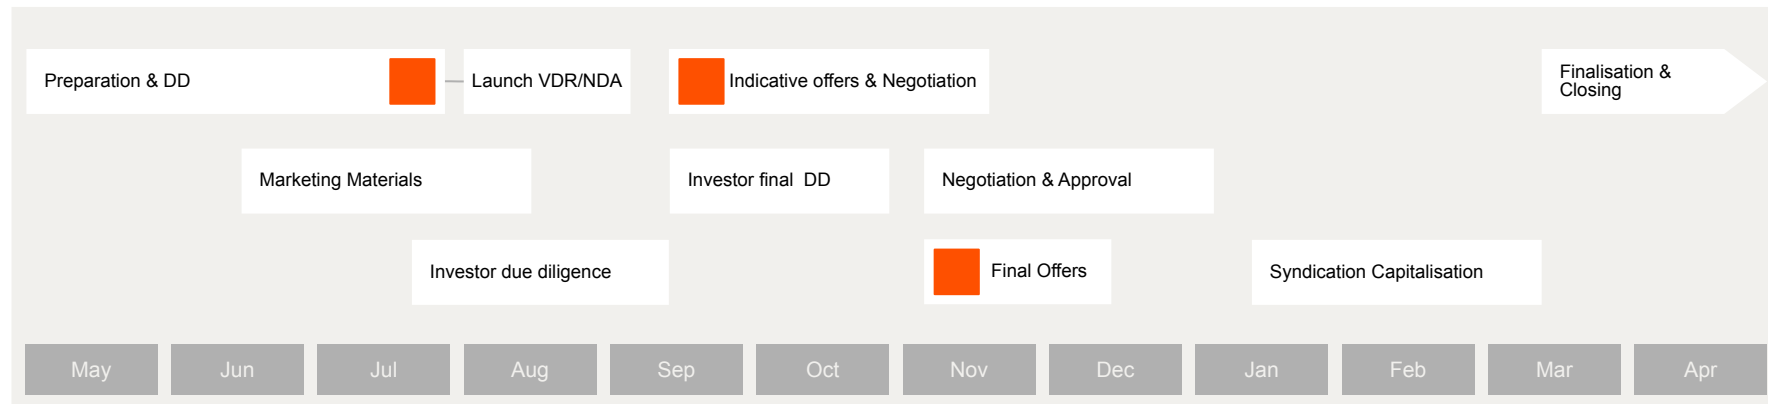 Preparation & DD
Launch VDR/NDA
Indicative offers & Negotiation
Finalisation &
Closing
Marketing Materials
Investor final DD
Negotiation & Approval
Investor due diligence
Final Offers
Syndication Capitalisation
May Jun Jul Aug Sep Oct Nov Dec Jan Feb Mar Apr